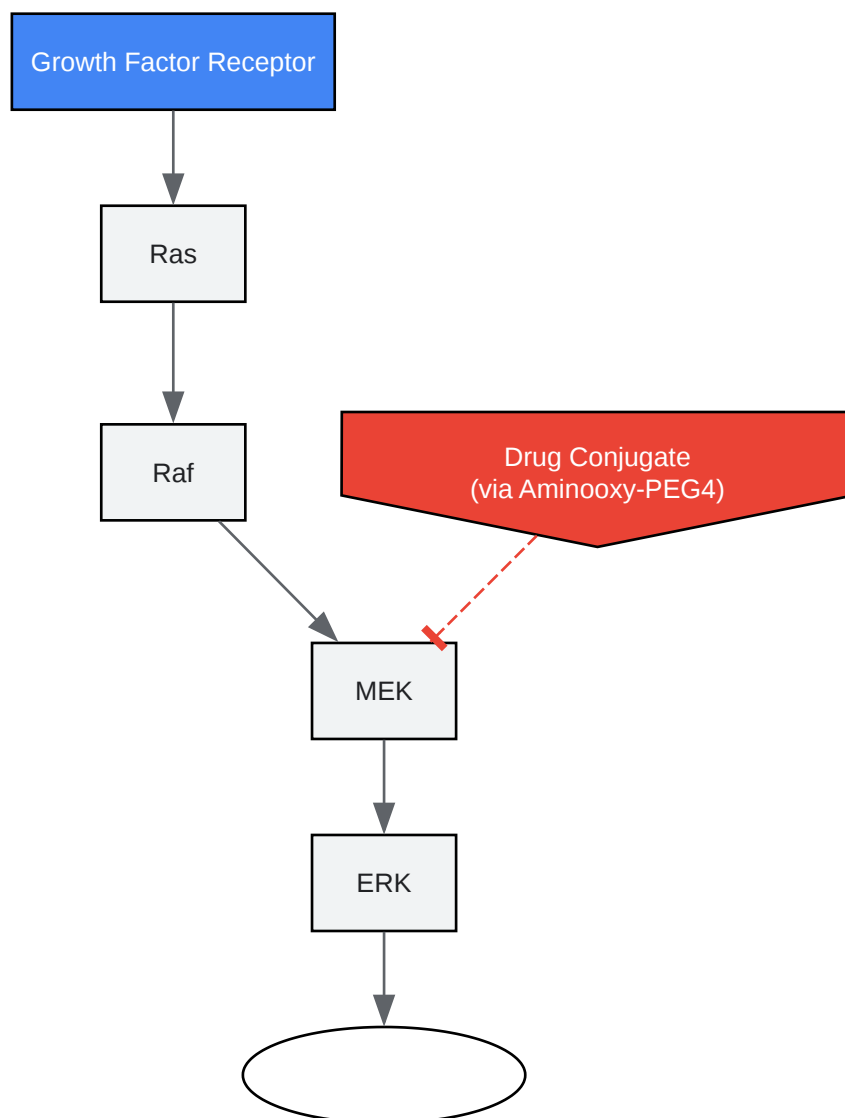 Growth Factor Receptor
Ras
Raf
Drug Conjugate
(via Aminooxy-PEG4)
MEK
ERK